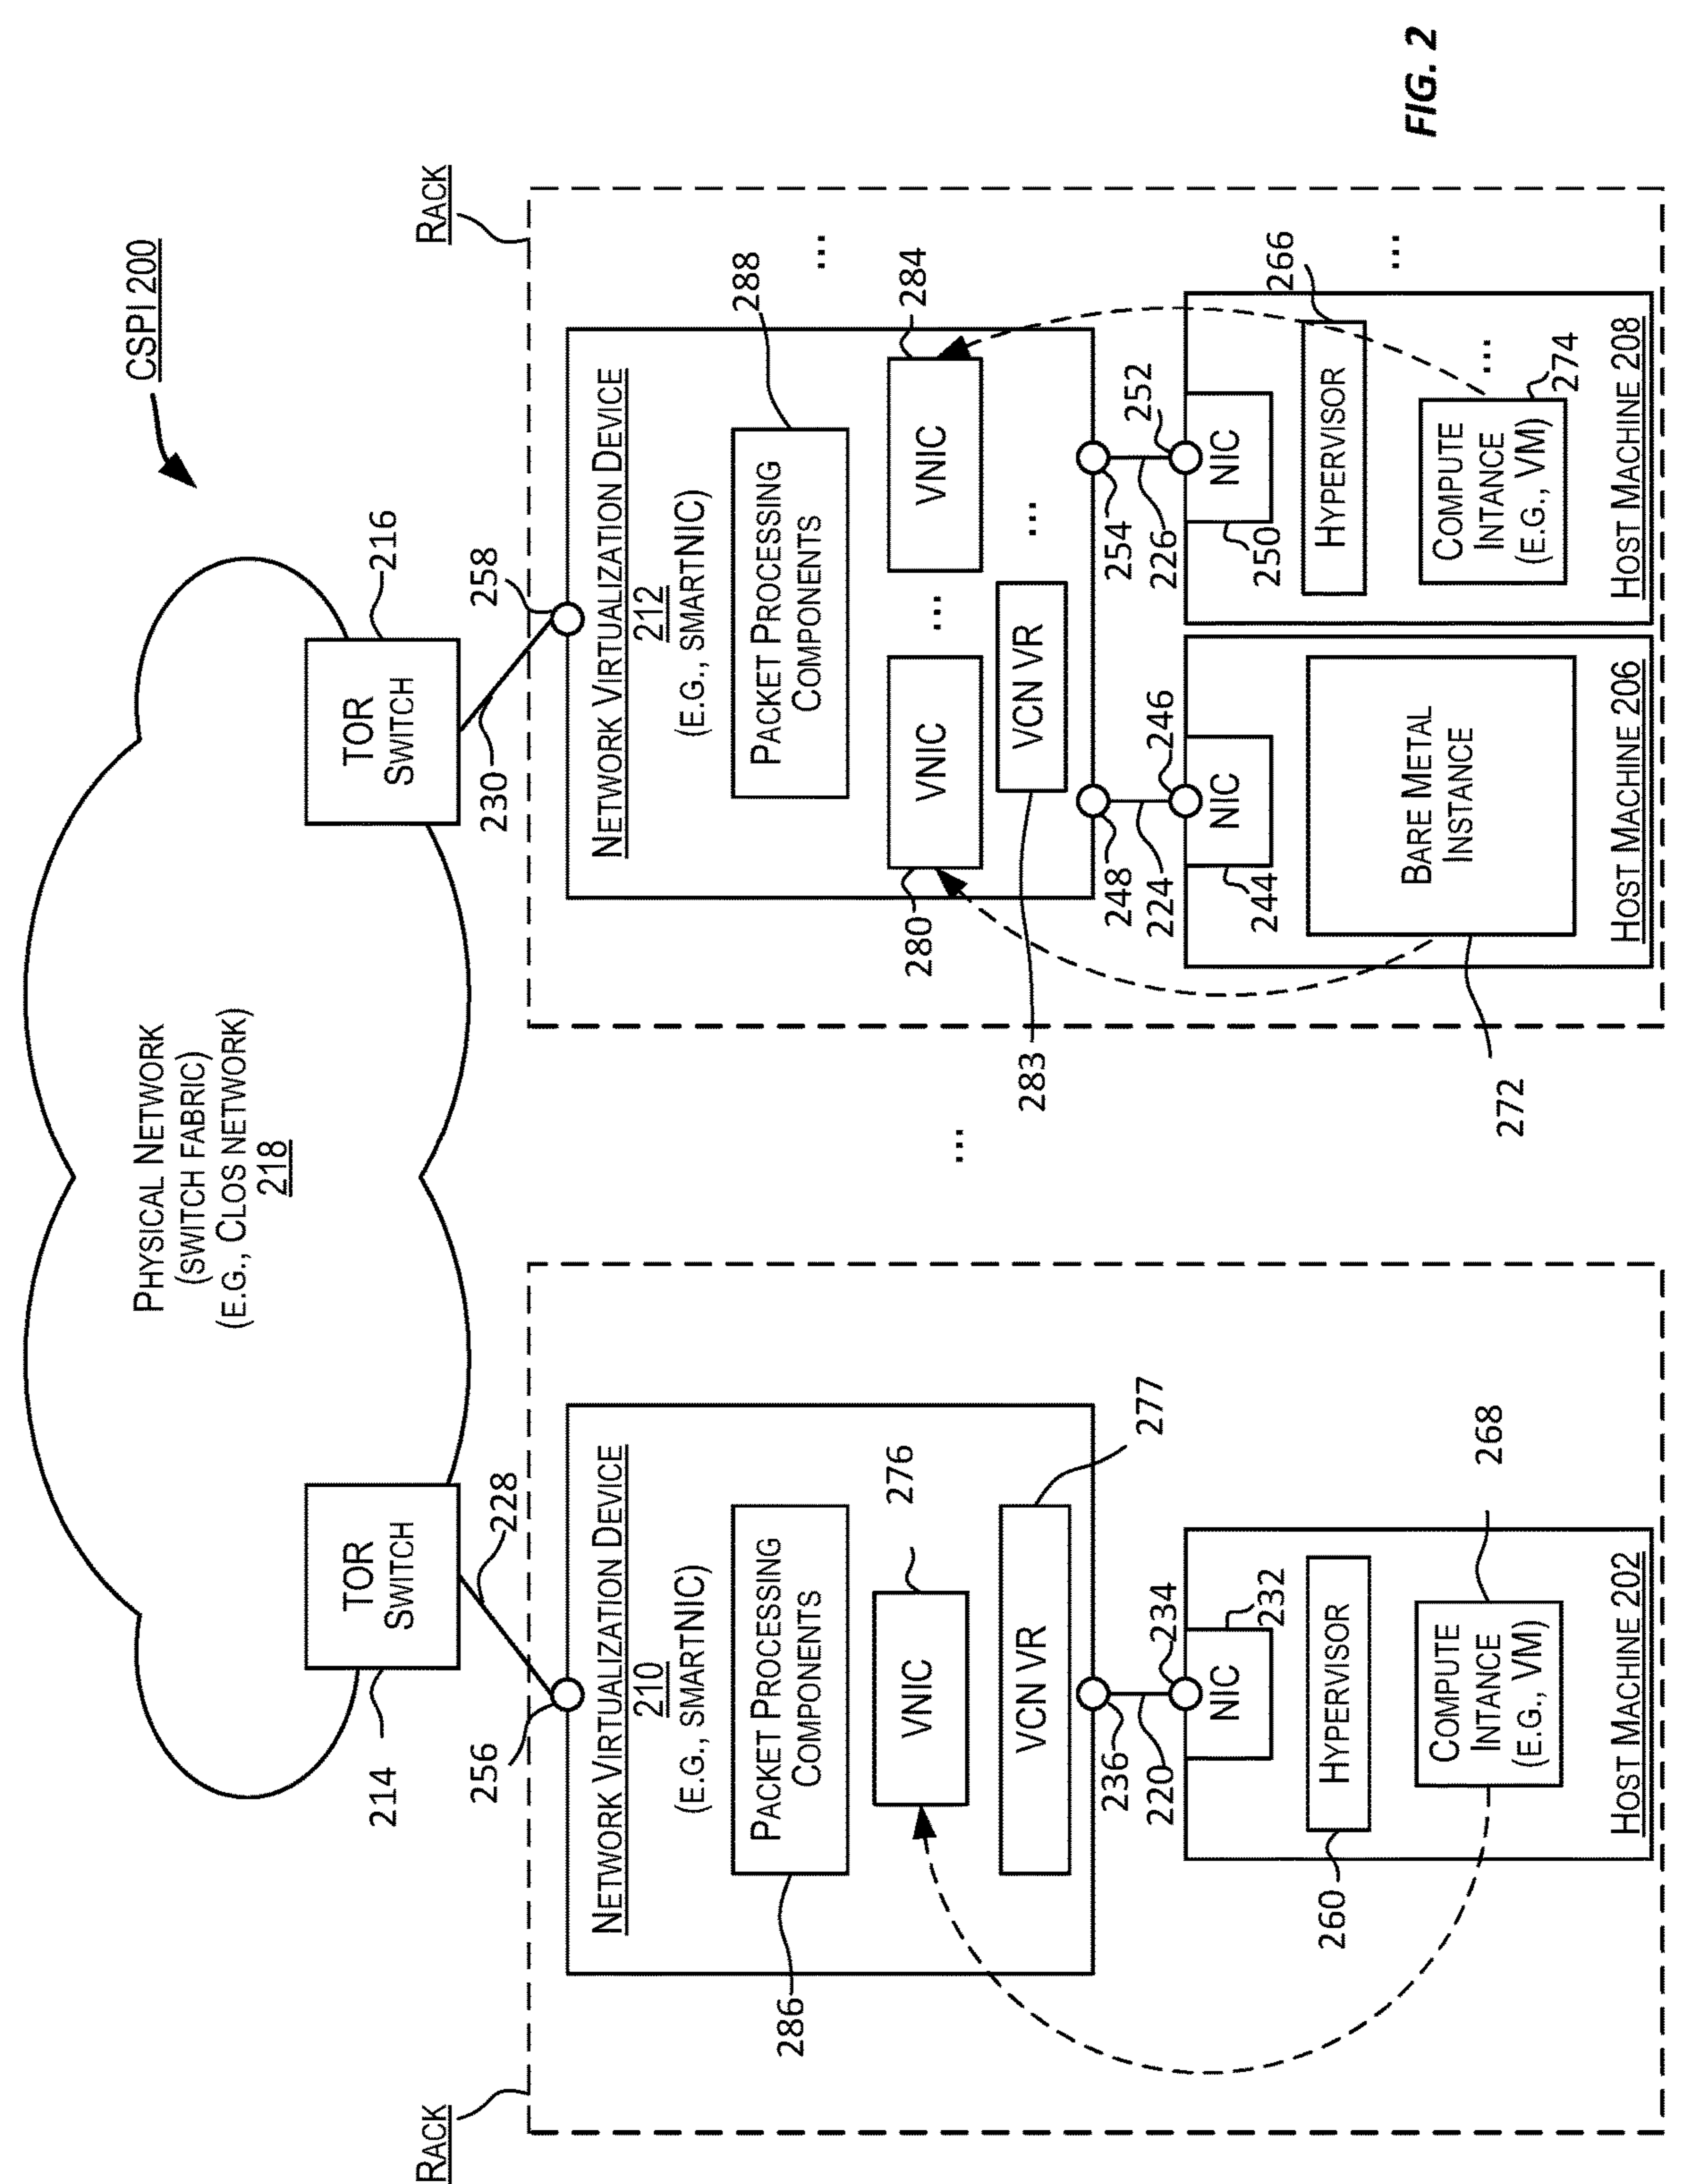 CSPI 200
PHYSICAL NETWORK
(SWITCH FABRIC)
(E.G., CLOS NETWORK)
218
TOR
SWITCH
214
TOR
SWITCH
216
228
230
256
258
RACK
RACK
NETWORK VIRTUALIZATION DEVICE
210
(E.G., SMARTNIC)
PACKET PROCESSING
COMPONENTS
286
VNIC
276
VCN VR
277
236
220
234
NIC
232
HYPERVISOR
260
COMPUTE
INTANCE
(E.G., VM)
268
HOST MACHINE 202
...
NETWORK VIRTUALIZATION DEVICE
212
(E.G., SMARTNIC)
PACKET PROCESSING
COMPONENTS
288
...
VNIC
280
...
VNIC
284
VCN VR
283
...
248
224
246
NIC
244
BARE METAL
INSTANCE
272
HOST MACHINE 206
254
226
252
NIC
250
HYPERVISOR
266
...
COMPUTE
INTANCE
(E.G., VM)
...
274
HOST MACHINE 208
FIG. 2